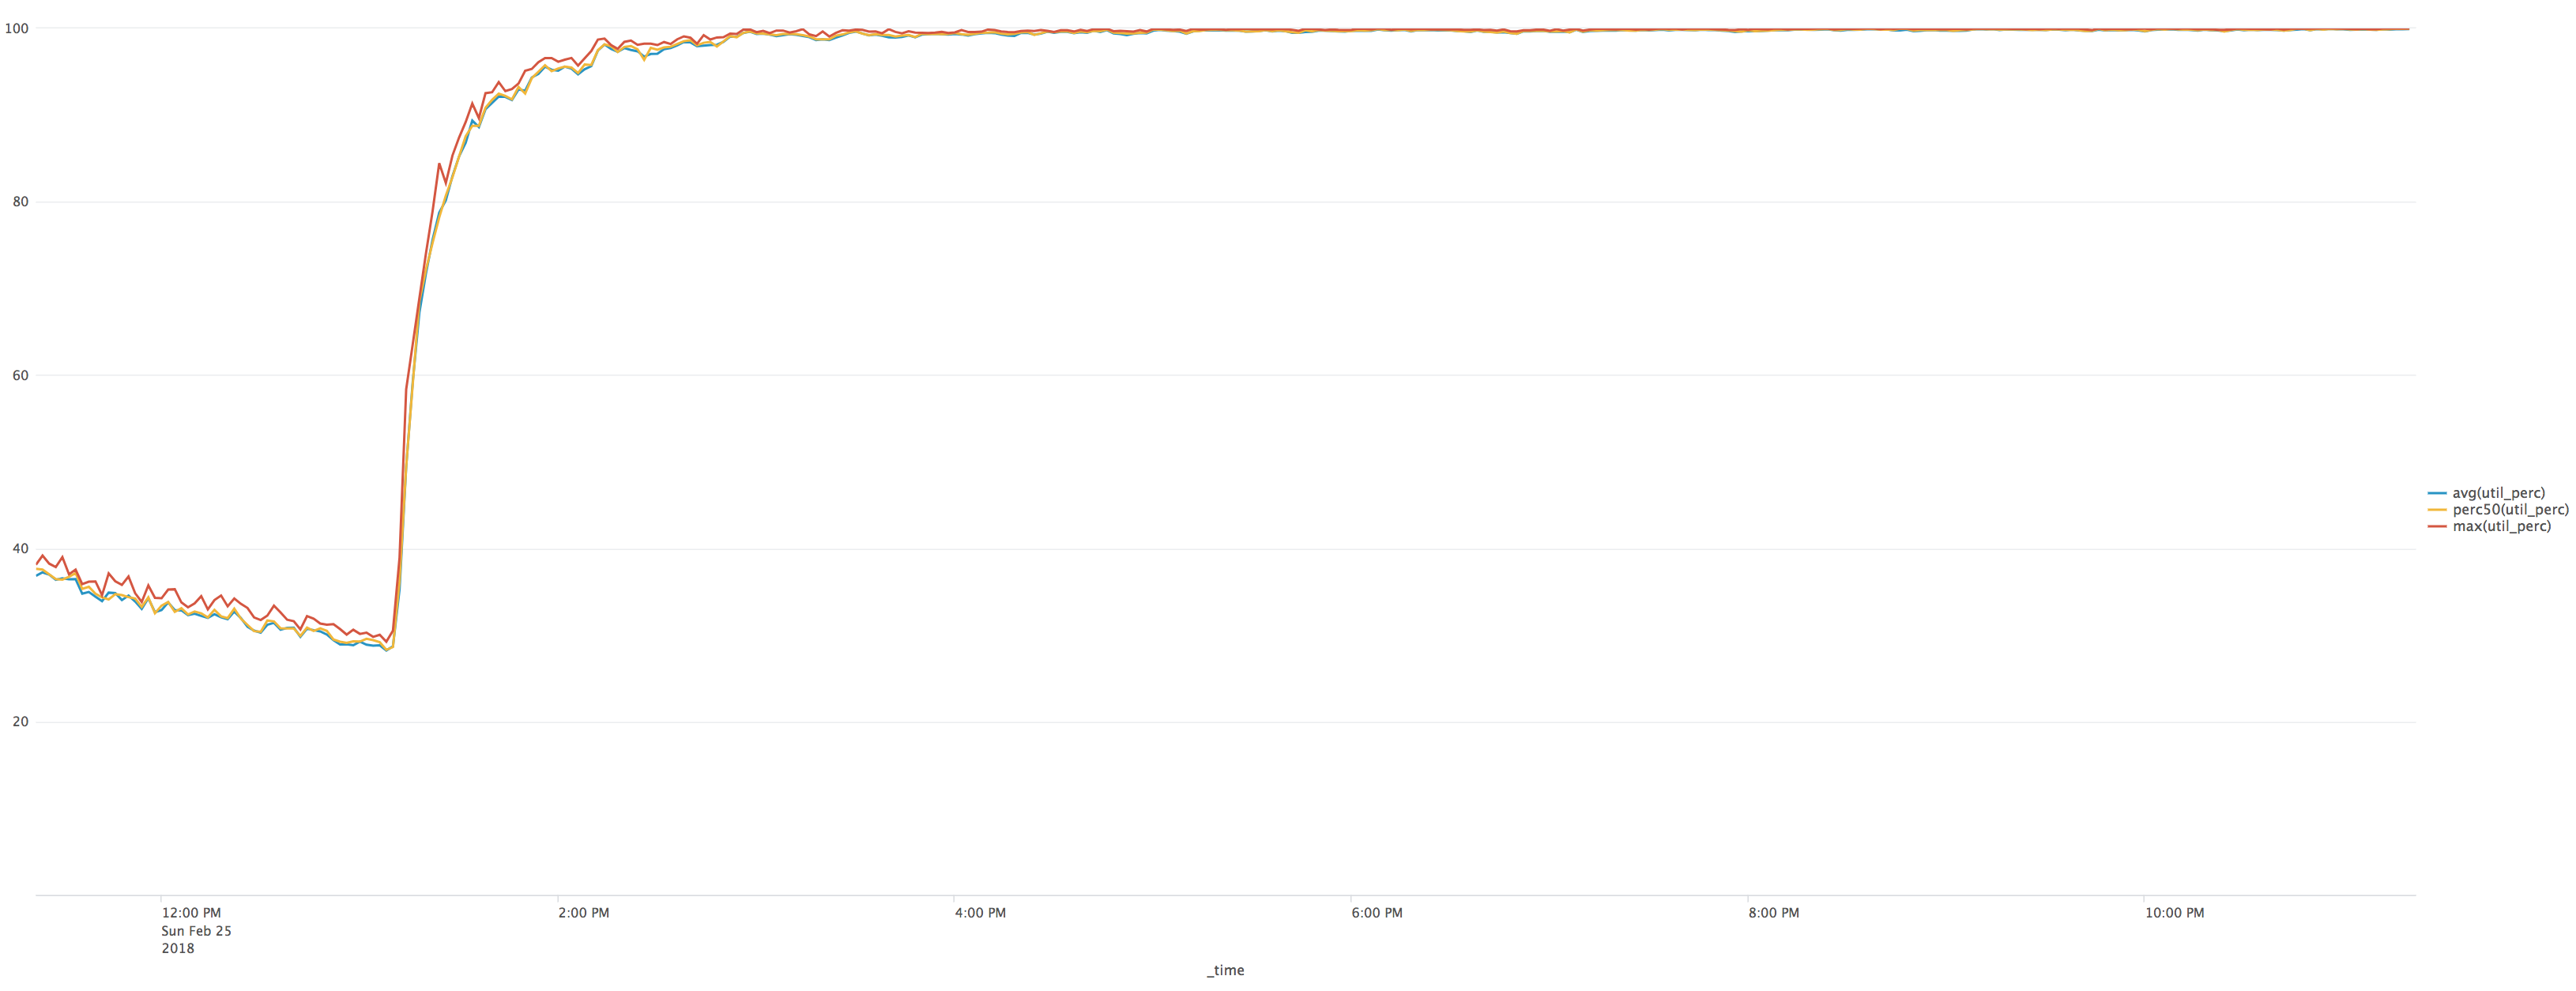 100
80
60
40
20
12:00 PM
Sun Feb 25
2018
2:00 PM
4:00 PM
6:00 PM
8:00 PM
10:00 PM
_time
avg(util_perc)
perc50(util_perc)
max(util_perc)